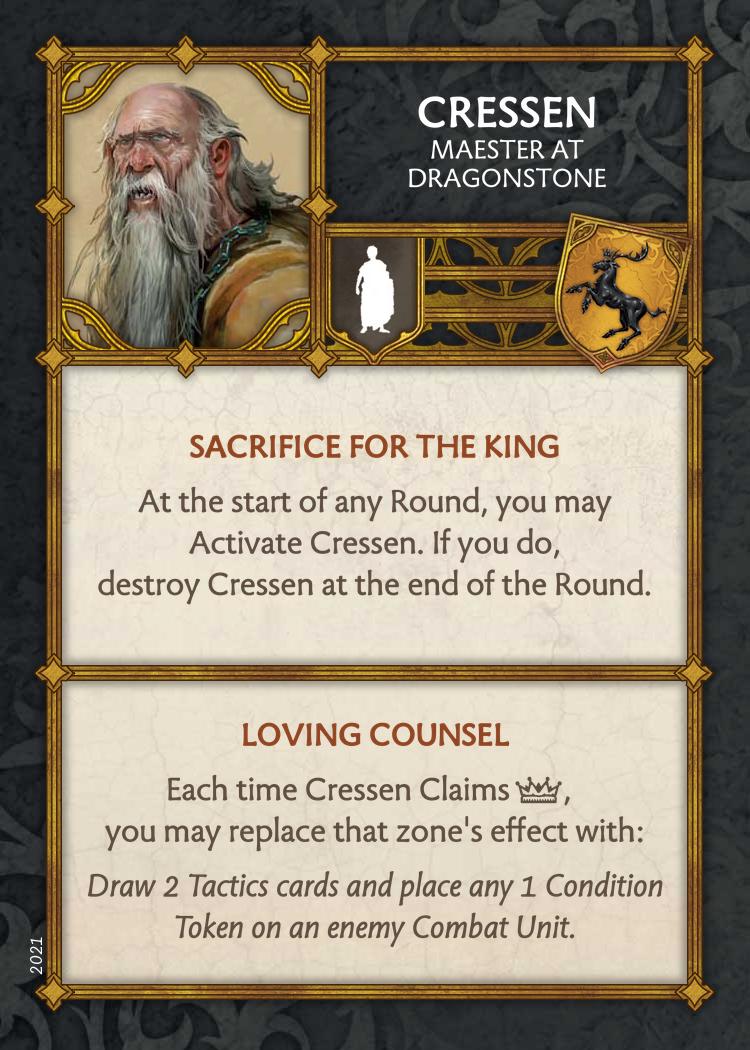 CRESSEN
MAESTER AT
DRAGONSTONE
SACRIFICE FOR THE KING
At the start of any Round, you may
Activate Cressen. If you do,
destroy Cressen at the end of the Round.
LOVING COUNSEL
Each time Cressen Claims ,
you may replace that zone's effect with:
Draw 2 Tactics cards and place any 1 Condition
Token on an enemy Combat Unit.
2021